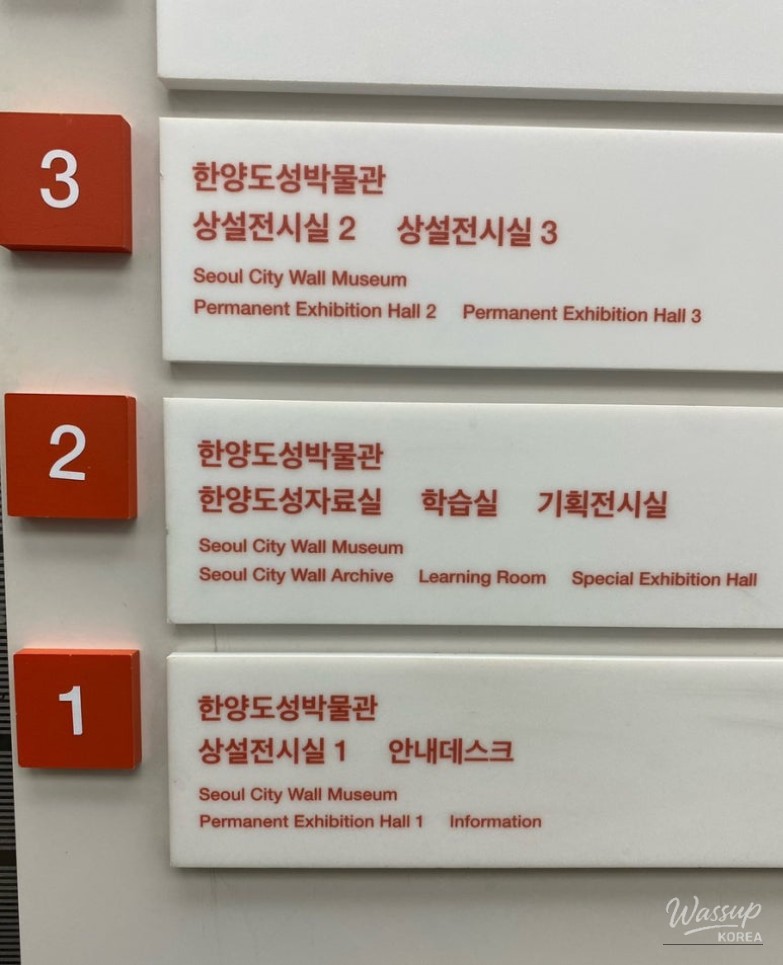 3
한양도성박물관
상설전시실 2 상설전시실 3
Seoul City Wall Museum
Permanent Exhibition Hall 2 Permanent Exhibition Hall 3
2
한양도성박물관
한양도성자료실 학습실 기획전시실
Seoul City Wall Museum
Seoul City Wall Archive Learning Room Special Exhibition Hall
1
한양도성박물관
상설전시실 1 안내데스크
Seoul City Wall Museum
Permanent Exhibition Hall 1 Information
Wassup
KOREA